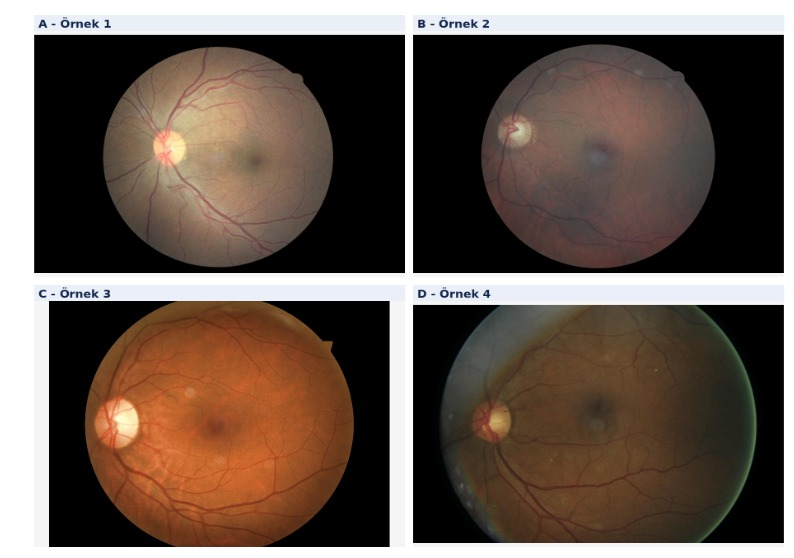 A - Örnek 1
B - Örnek 2
C - Örnek 3
D - Örnek 4